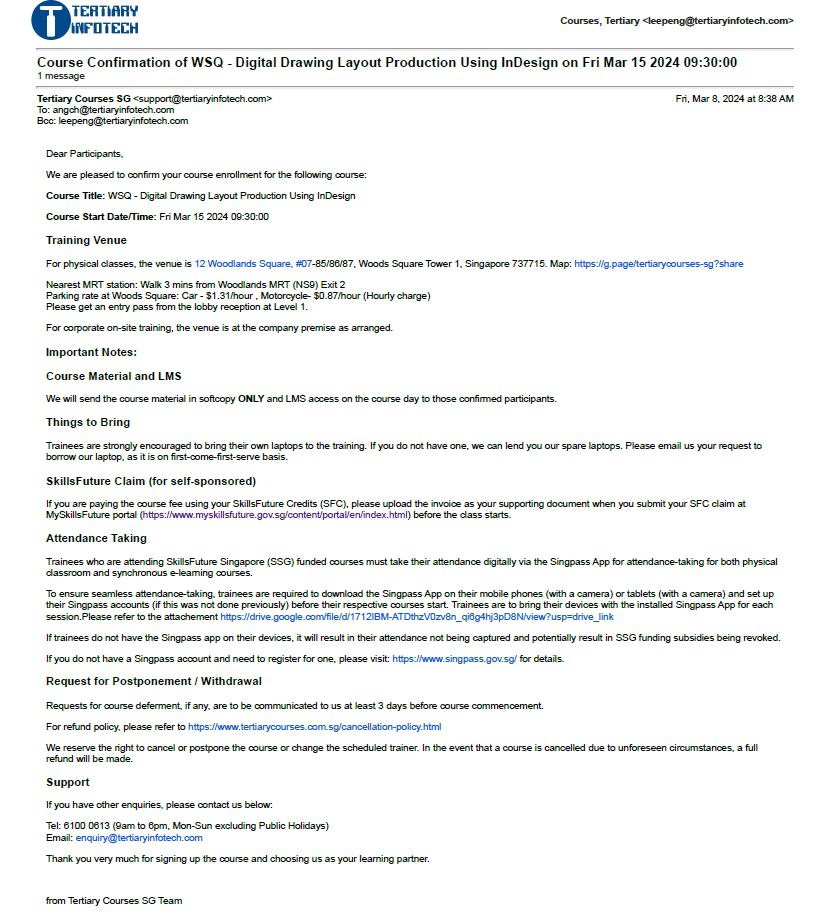 TERTIARY
INFOTECH
Courses, Tertiary <leepeng@tertiaryinfotech.com>
Course Confirmation of WSQ - Digital Drawing Layout Production Using InDesign on Fri Mar 15 2024 09:30:00
1 message
Tertiary Courses SG <support@tertiaryinfotech.com> Fri, Mar 8, 2024 at 8:38 AM
To: angch@tertiaryinfotech.com
Bcc: leepeng@tertiaryinfotech.com
Dear Participants,
We are pleased to confirm your course enrollment for the following course:
Course Title: WSQ - Digital Drawing Layout Production Using InDesign
Course Start Date/Time: Fri Mar 15 2024 09:30:00
Training Venue
For physical classes, the venue is 12 Woodlands Square, #07-85/86/87, Woods Square Tower 1, Singapore 737715. Map: https://g.page/tertiarycourses-sg?share
Nearest MRT station: Walk 3 mins from Woodlands MRT (NS9) Exit 2
Parking rate at Woods Square: Car - $1.31/hour , Motorcycle- $0.87/hour (Hourly charge)
Please get an entry pass from the lobby reception at Level 1.
For corporate on-site training, the venue is at the company premise as arranged.
Important Notes:
Course Material and LMS
We will send the course material in softcopy ONLY and LMS access on the course day to those confirmed participants.
Things to Bring
Trainees are strongly encouraged to bring their own laptops to the training. If you do not have one, we can lend you our spare laptops. Please email us your request to
borrow our laptop, as it is on first-come-first-serve basis.
SkillsFuture Claim (for self-sponsored)
If you are paying the course fee using your SkillsFuture Credits (SFC), please upload the invoice as your supporting document when you submit your SFC claim at
MySkillsFuture portal (https://www.myskillsfuture.gov.sg/content/portal/en/index.html) before the class starts.
Attendance Taking
Trainees who are attending SkillsFuture Singapore (SSG) funded courses must take their attendance digitally via the Singpass App for attendance-taking for both physical
classroom and synchronous e-learning courses.
To ensure seamless attendance-taking, trainees are required to download the Singpass App on their mobile phones (with a camera) or tablets (with a camera) and set up
their Singpass accounts (if this was not done previously) before their respective courses start. Trainees are to bring their devices with the installed Singpass App for each
session.Please refer to the attachement https://drive.google.com/file/d/1712IBM-ATDthzV0zv8n_qi6g4hj3pD8N/view?usp=drive_link
If trainees do not have the Singpass app on their devices, it will result in their attendance not being captured and potentially result in SSG funding subsidies being revoked.
If you do not have a Singpass account and need to register for one, please visit: https://www.singpass.gov.sg/ for details.
Request for Postponement / Withdrawal
Requests for course deferment, if any, are to be communicated to us at least 3 days before course commencement.
For refund policy, please refer to https://www.tertiarycourses.com.sg/cancellation-policy.html
We reserve the right to cancel or postpone the course or change the scheduled trainer. In the event that a course is cancelled due to unforeseen circumstances, a full
refund will be made.
Support
If you have other enquiries, please contact us below:
Tel: 6100 0613 (9am to 6pm, Mon-Sun excluding Public Holidays)
Email: enquiry@tertiaryinfotech.com
Thank you very much for signing up the course and choosing us as your learning partner.
from Tertiary Courses SG Team